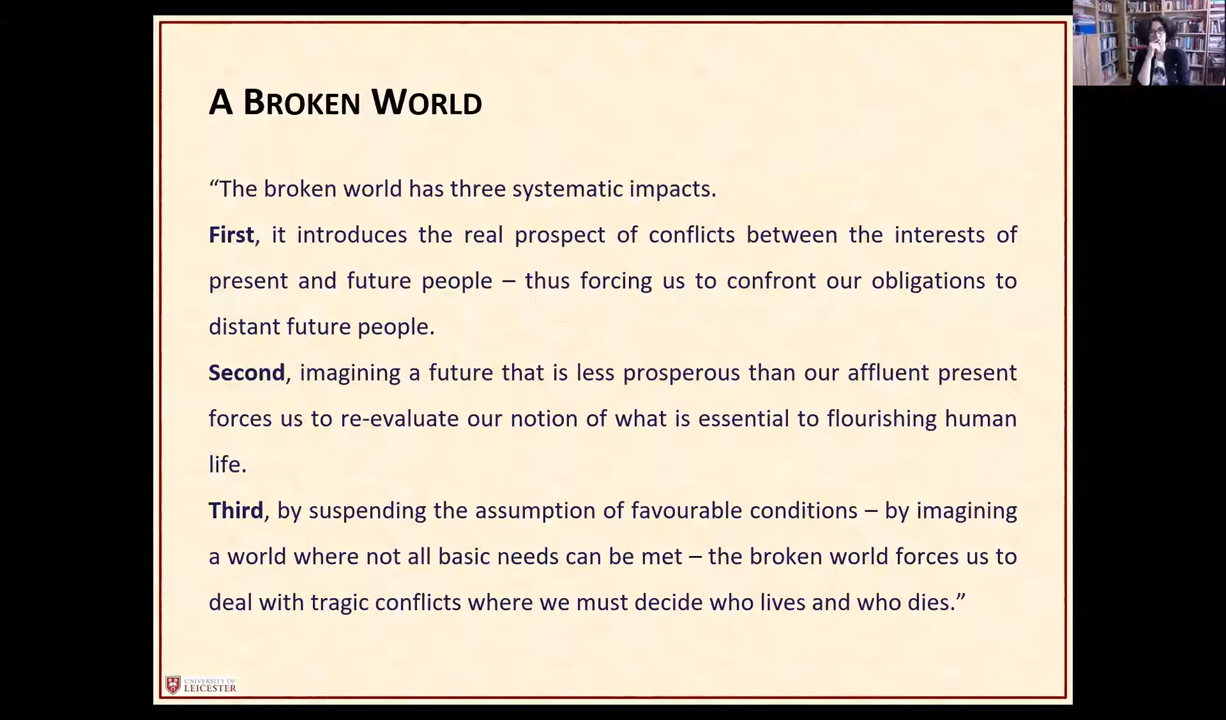 A BROKEN WORLD
“The broken world has three systematic impacts.
First, it introduces the real prospect of conflicts between the interests of
present and future people – thus forcing us to confront our obligations to
distant future people.
Second, imagining a future that is less prosperous than our affluent present
forces us to re-evaluate our notion of what is essential to flourishing human
life.
Third, by suspending the assumption of favourable conditions – by imagining
a world where not all basic needs can be met – the broken world forces us to
deal with tragic conflicts where we must decide who lives and who dies.”
UNIVERSITY OF
LEICESTER